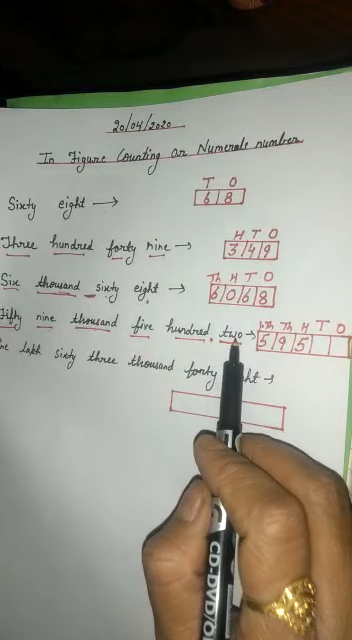 20/04/2020
In Figure Counting or Numerals number
T O
Sixty eight → 6 8
H T O
Three hundred forty nine → 3 4 9
Th H T O
Six thousand sixty eight → 6 0 6 8
Th H T O
Fifty nine thousand five hundred two → 5 9 5
lakh sixty three thousand forty →
CD-DVD/O